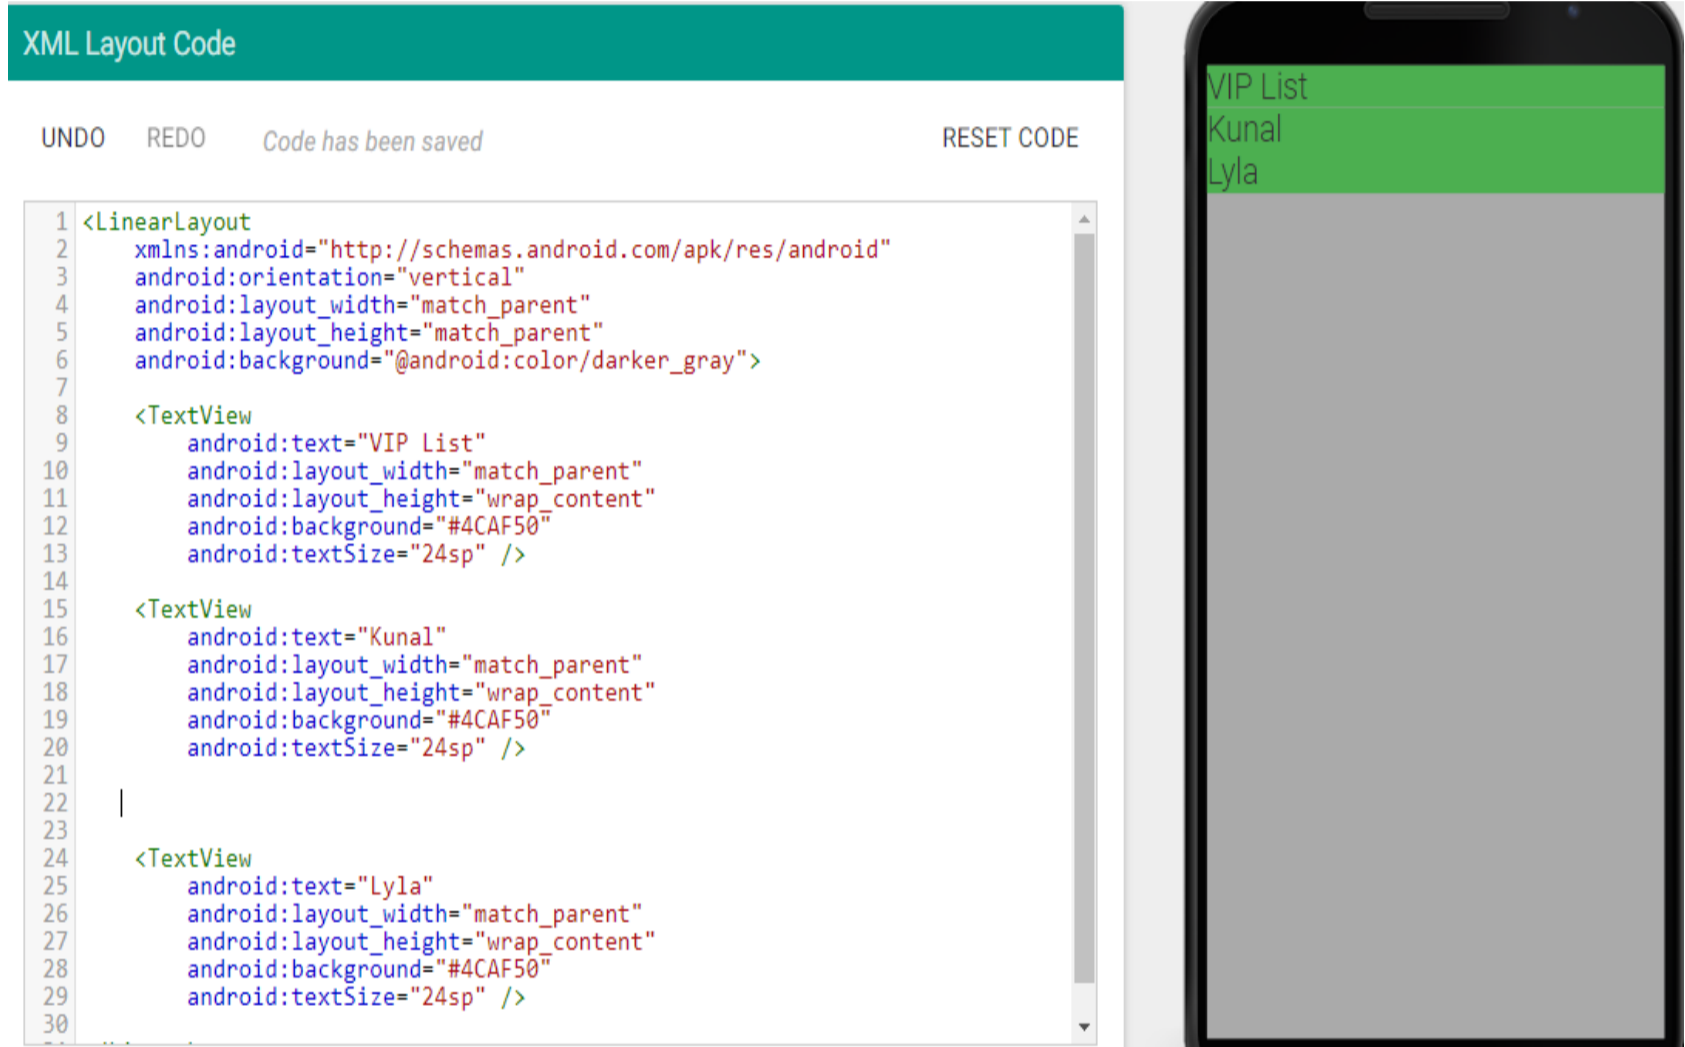 XML Layout Code
UNDO REDO Code has been saved RESET CODE
1 <LinearLayout
2 xmlns:android="http://schemas.android.com/apk/res/android"
3 android:orientation="vertical"
4 android:layout_width="match_parent"
5 android:layout_height="match_parent"
6 android:background="@android:color/darker_gray">
7
8 <TextView
9 android:text="VIP List"
10 android:layout_width="match_parent"
11 android:layout_height="wrap_content"
12 android:background="#4CAF50"
13 android:textSize="24sp" />
14
15 <TextView
16 android:text="Kunal"
17 android:layout_width="match_parent"
18 android:layout_height="wrap_content"
19 android:background="#4CAF50"
20 android:textSize="24sp" />
21
22
23
24 <TextView
25 android:text="Lyla"
26 android:layout_width="match_parent"
27 android:layout_height="wrap_content"
28 android:background="#4CAF50"
29 android:textSize="24sp" />
30
VIP List
Kunal
Lyla